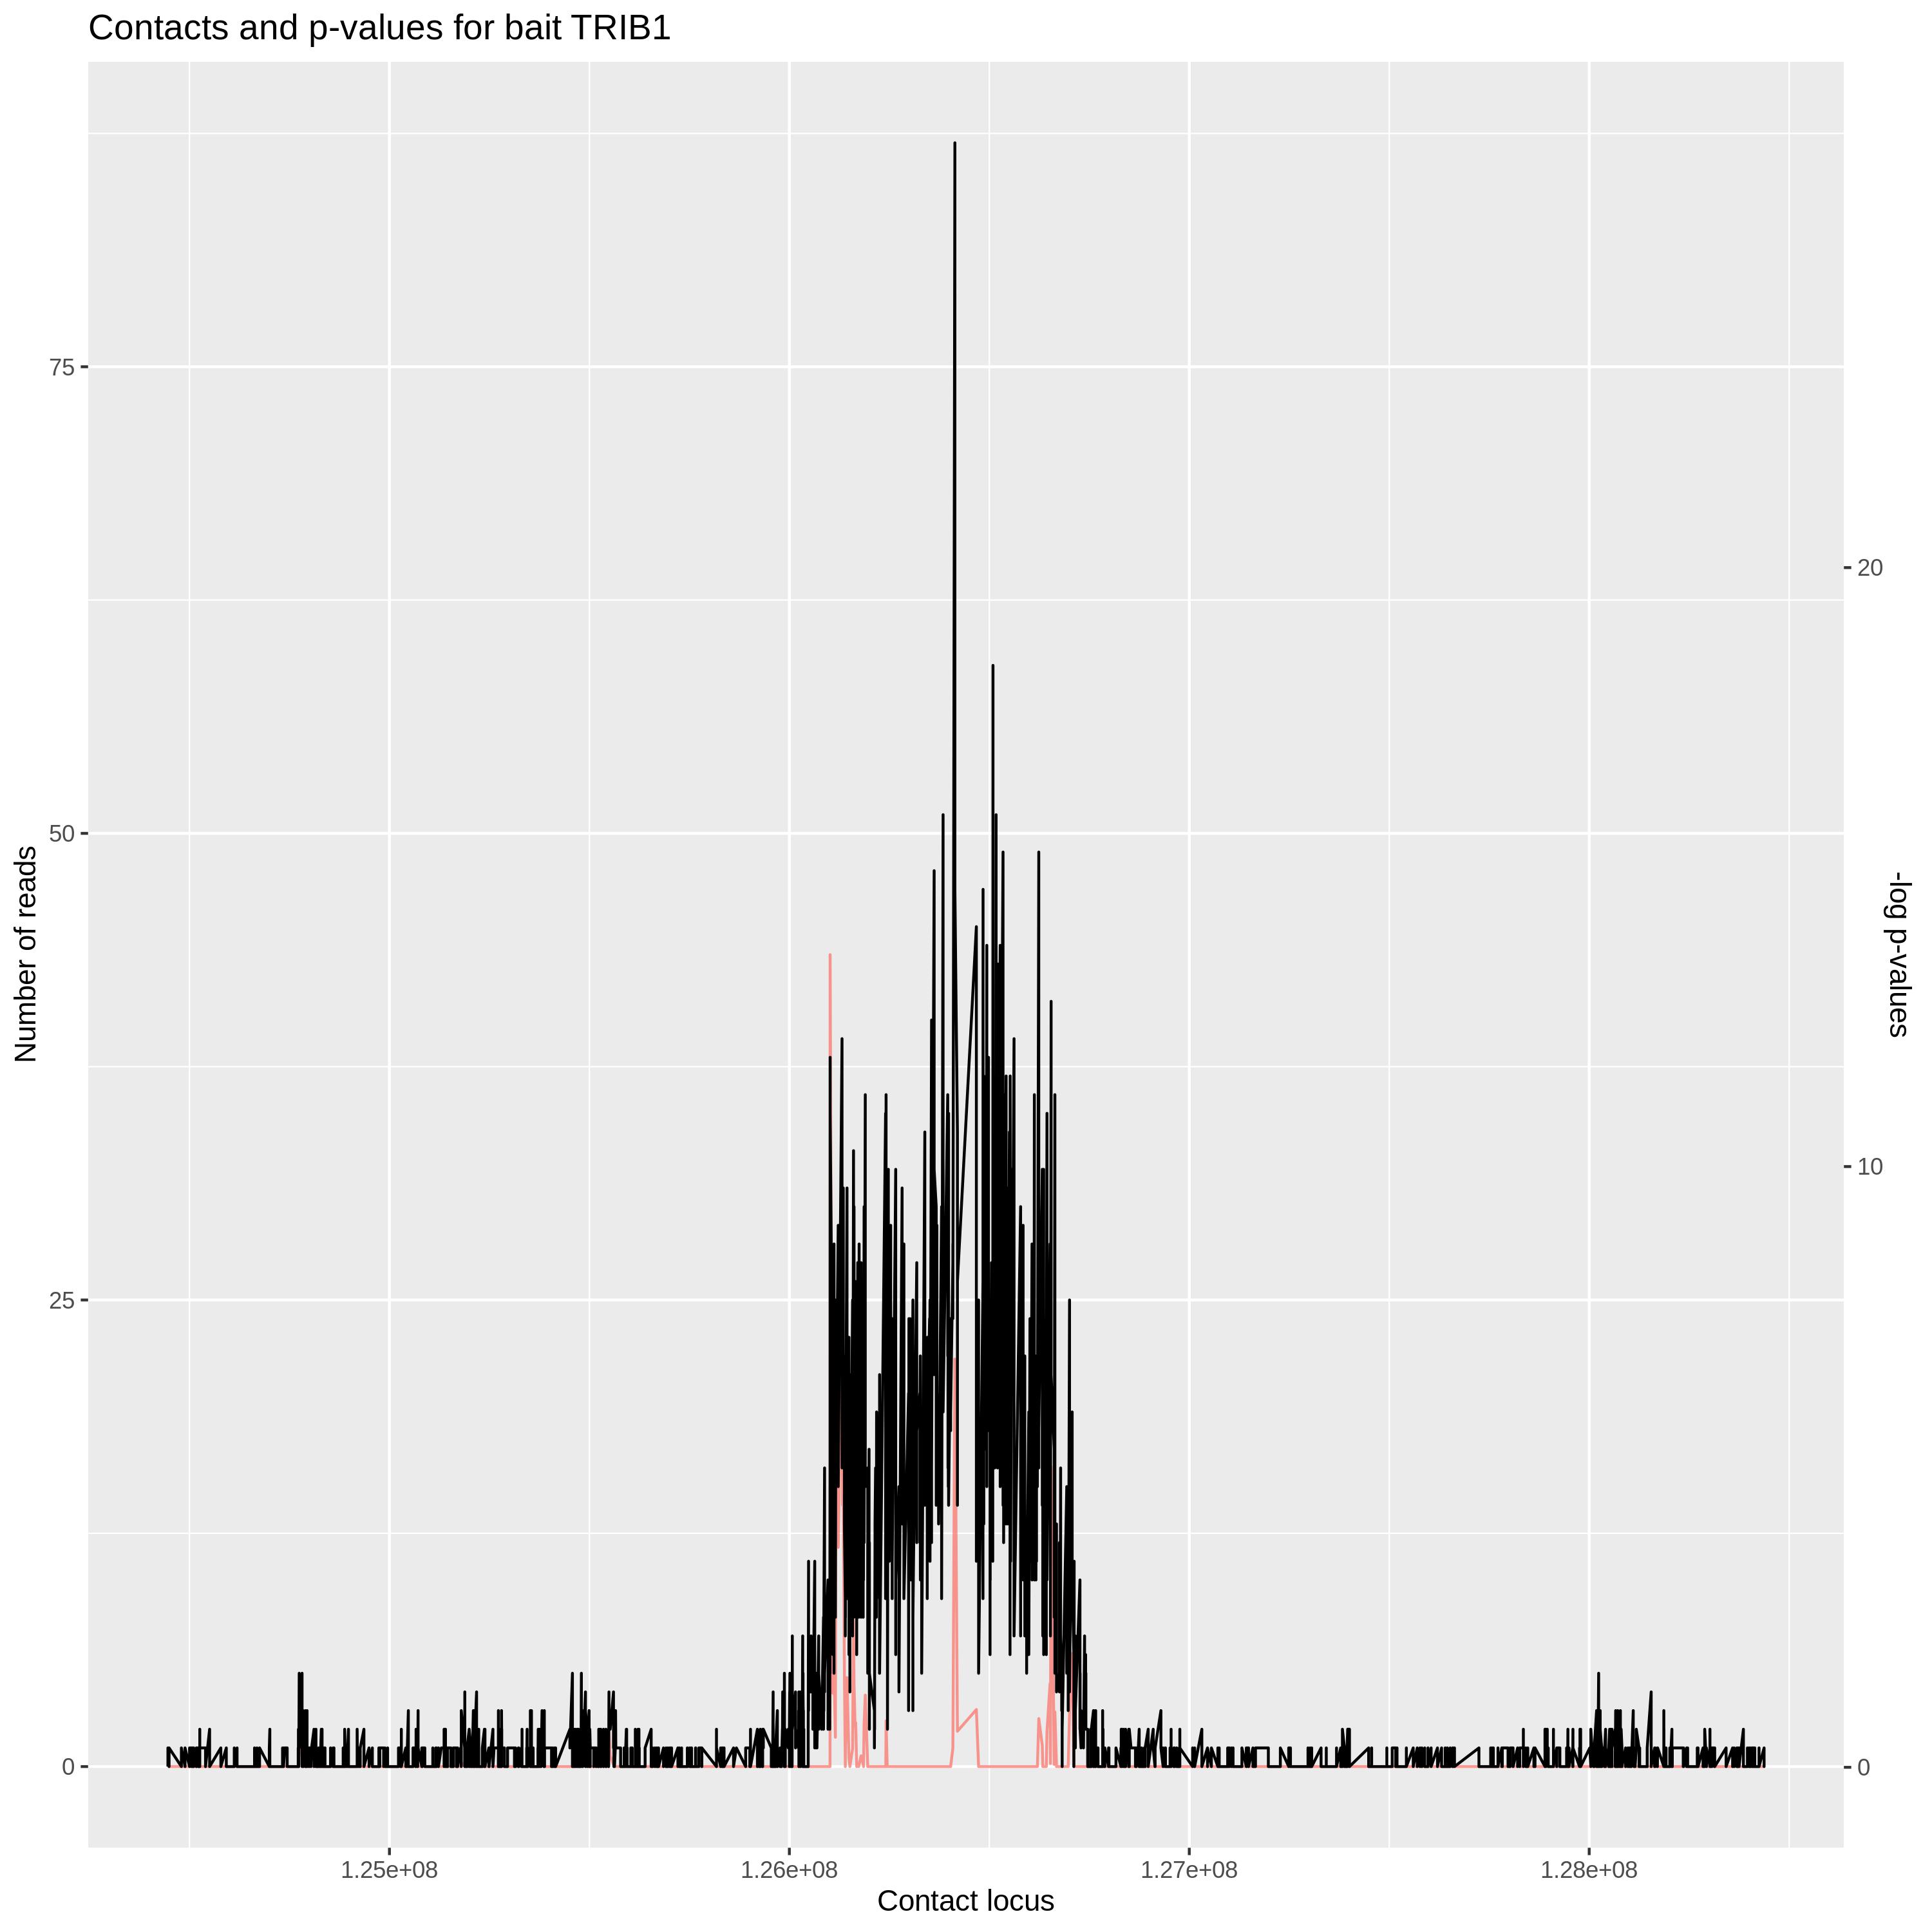 Contacts and p-values for bait TRIB1
75
50
25
0
Number of reads
20
10
0
-log p-values
1.25e+08
1.26e+08
1.27e+08
1.28e+08
Contact locus